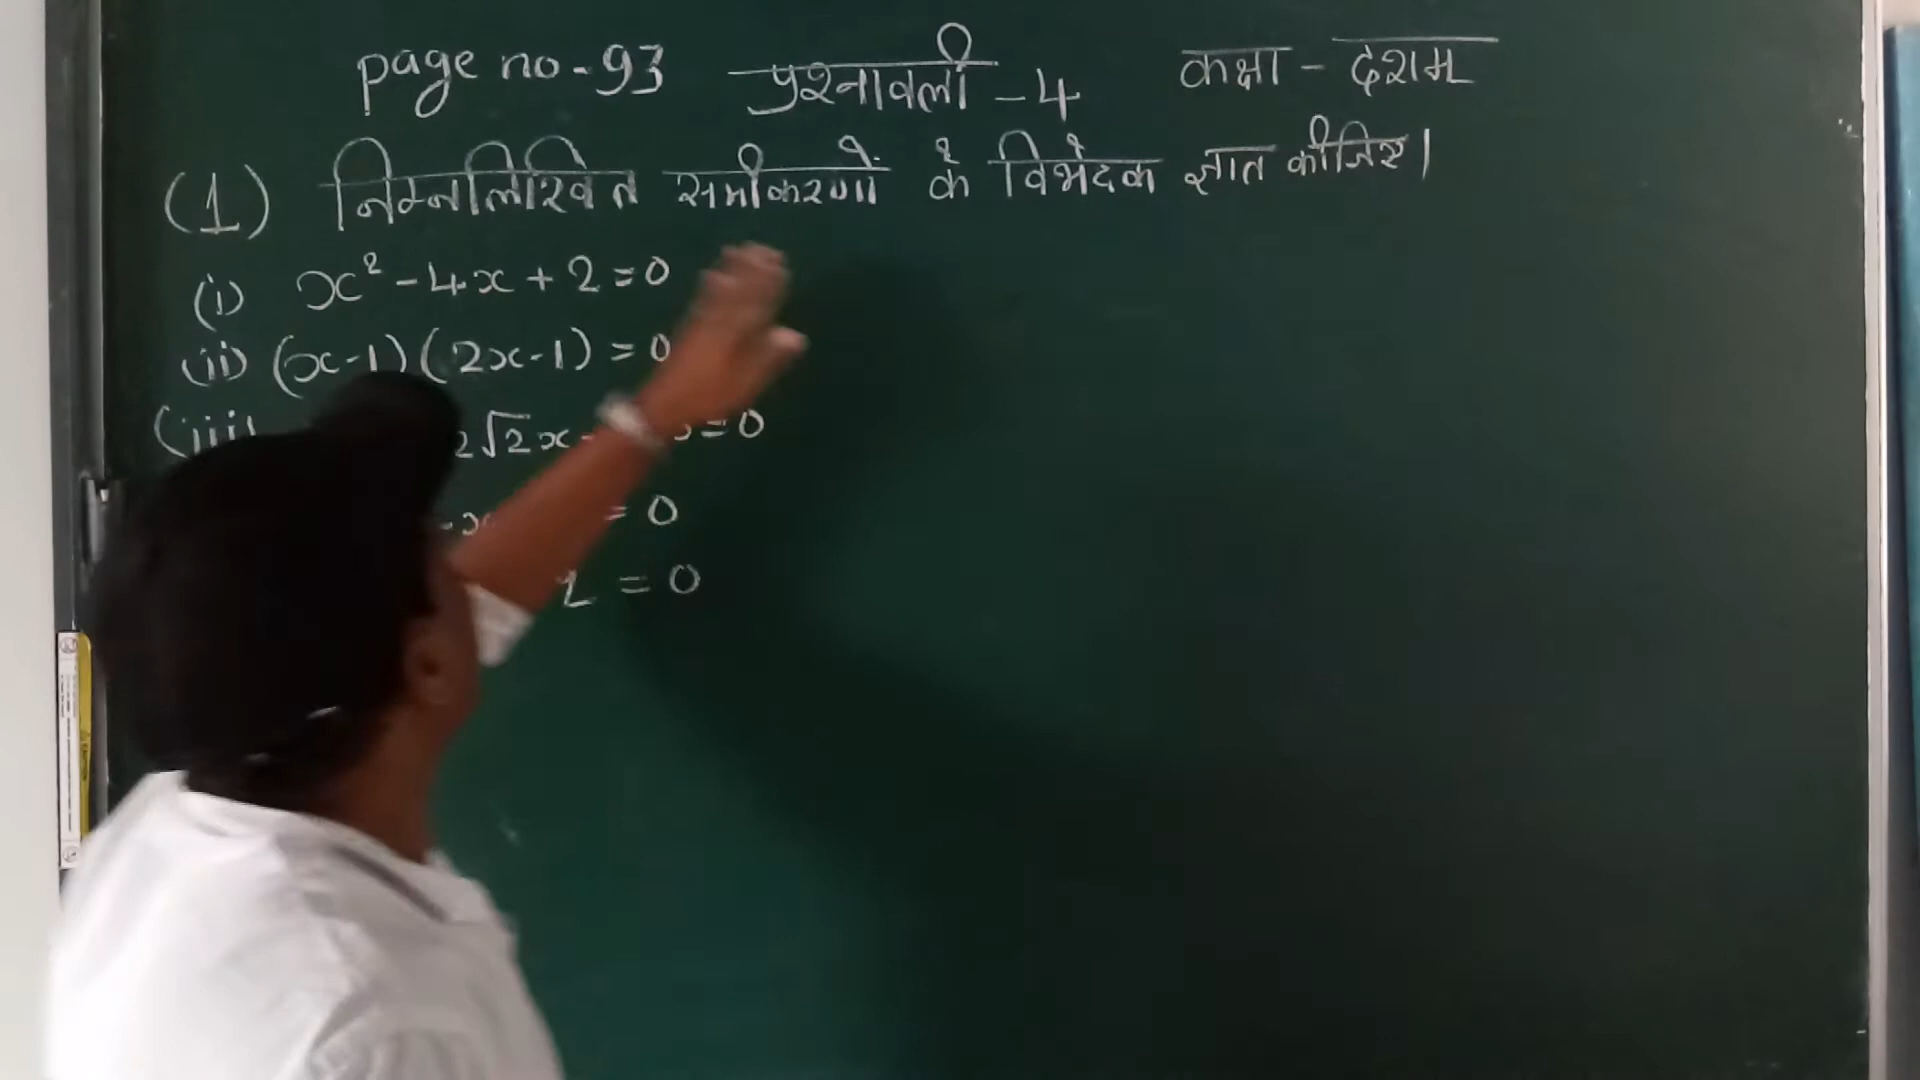 page no - 93 प्रश्नावली - 4 कक्षा - दशम
(1) निम्नलिखित समीकरणों के विभेदक ज्ञात कीजिए।
(i) x² - 4x + 2 = 0
(ii) (x-1) (2x-1) = 0
(iii) 2√2x = 0
= 0
= 0